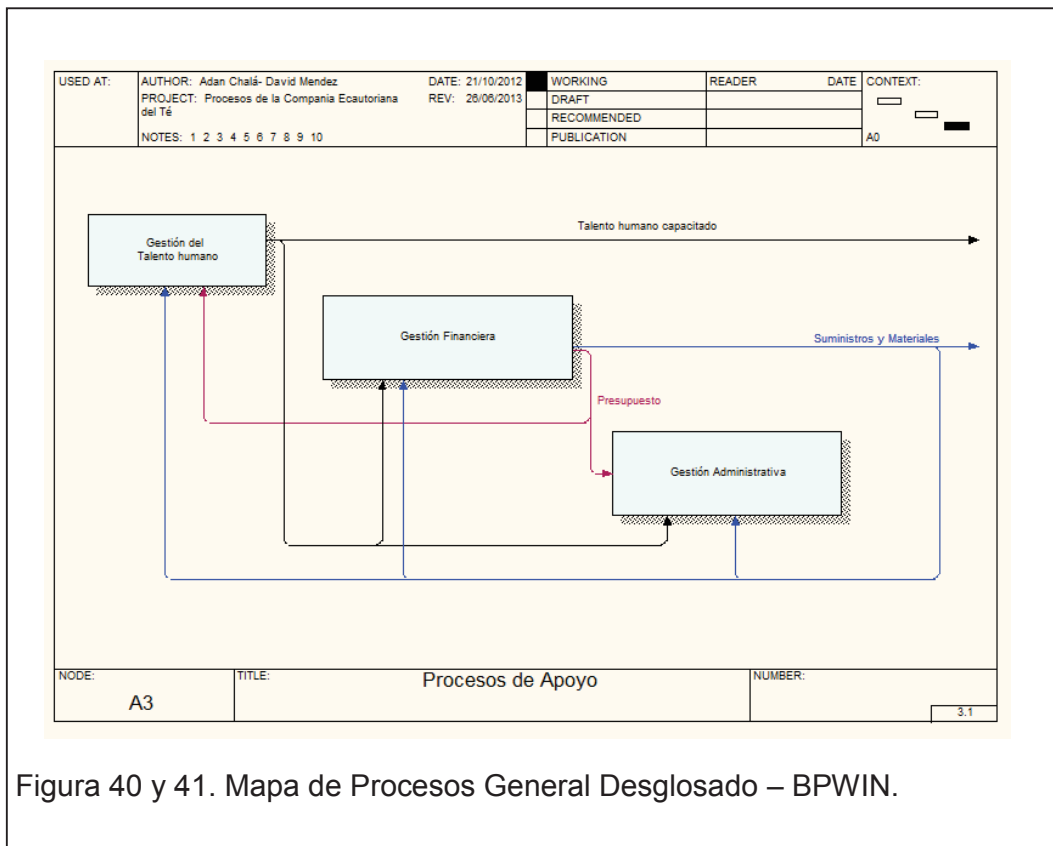 USED AT:
AUTHOR: Adan Chalá- David Mendez
DATE: 21/10/2012
PROJECT: Procesos de la Compania Ecautoriana
del Té
REV: 26/06/2013
NOTES: 1 2 3 4 5 6 7 8 9 10
WORKING
DRAFT
RECOMMENDED
PUBLICATION
READER DATE
CONTEXT:
A0
Gestión del
Talento humano
Talento humano capacitado
Gestión Financiera
Suministros y Materiales
Presupuesto
Gestión Administrativa
NODE:
A3
TITLE:
Procesos de Apoyo
NUMBER:
3.1
Figura 40 y 41. Mapa de Procesos General Desglosado – BPWIN.